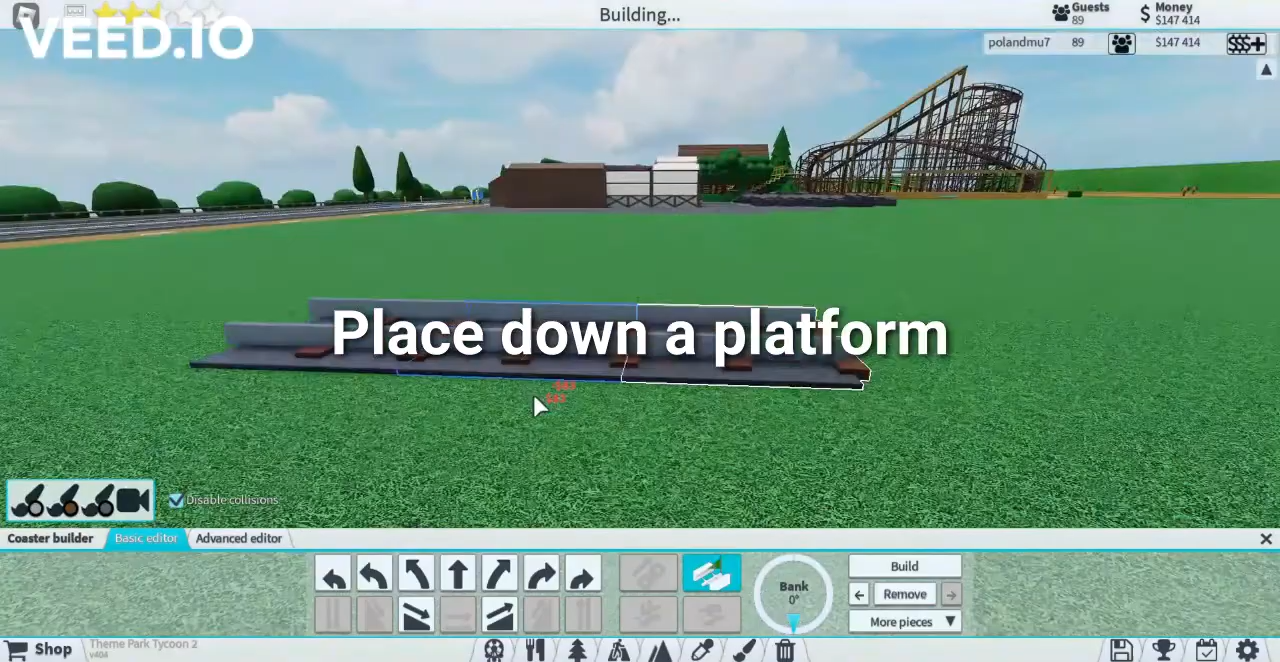 Building...
Guests
89
Money
$147 414
VEED.IO
polandmu7 89 $147 414
$$$+
Place down a platform
Disable collisions
Coaster builder Basic editor Advanced editor
Build
Bank
0°
Remove
More pieces
Shop
Theme Park Tycoon 2
v404